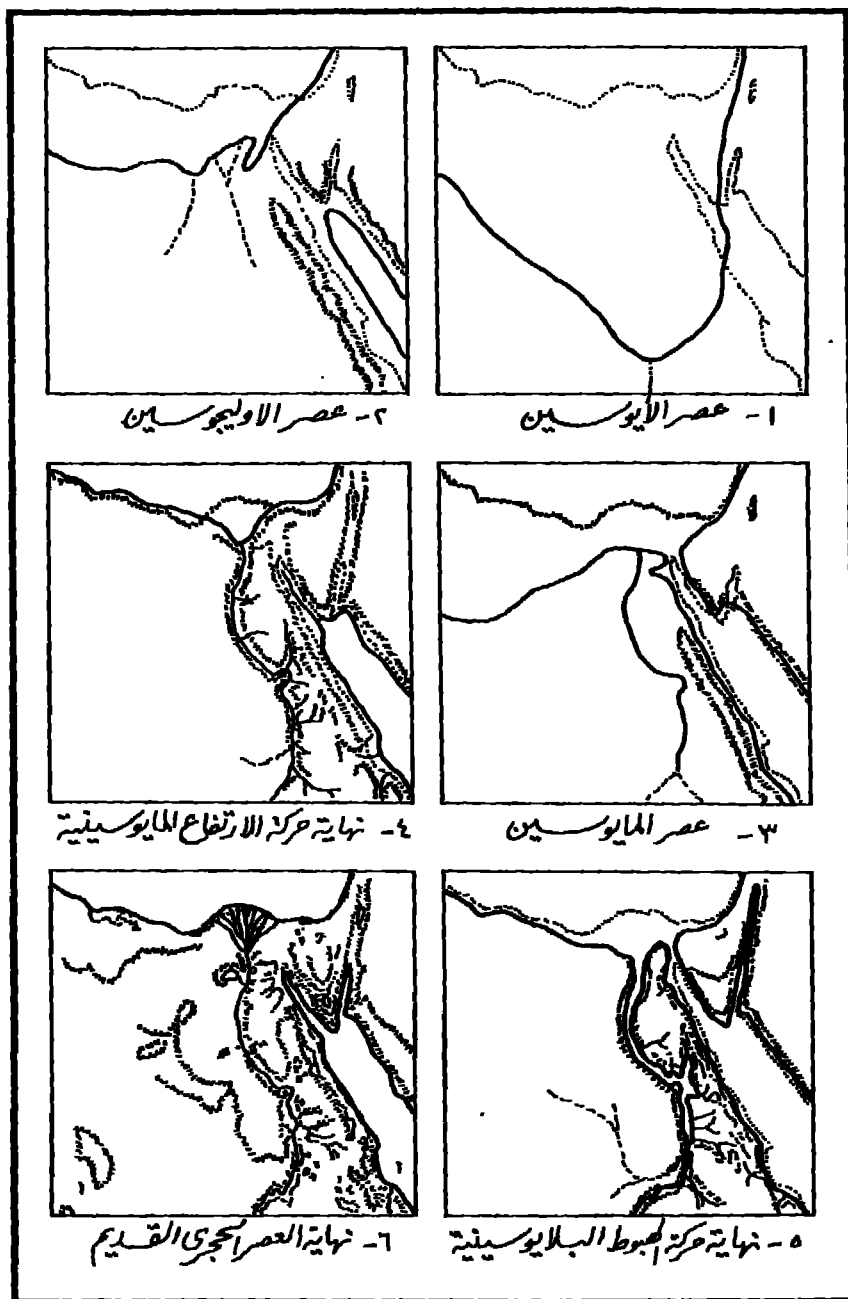 ١- عصر الأيوسين
٢- عصر الاوليجوسين
٣- عصر المايوسين
٤- نهاية حركة الارتفاع المايوسينية
٥- نهاية حركة الهبوط البلايوسينية
٦- نهاية العصر الحجرى القديم